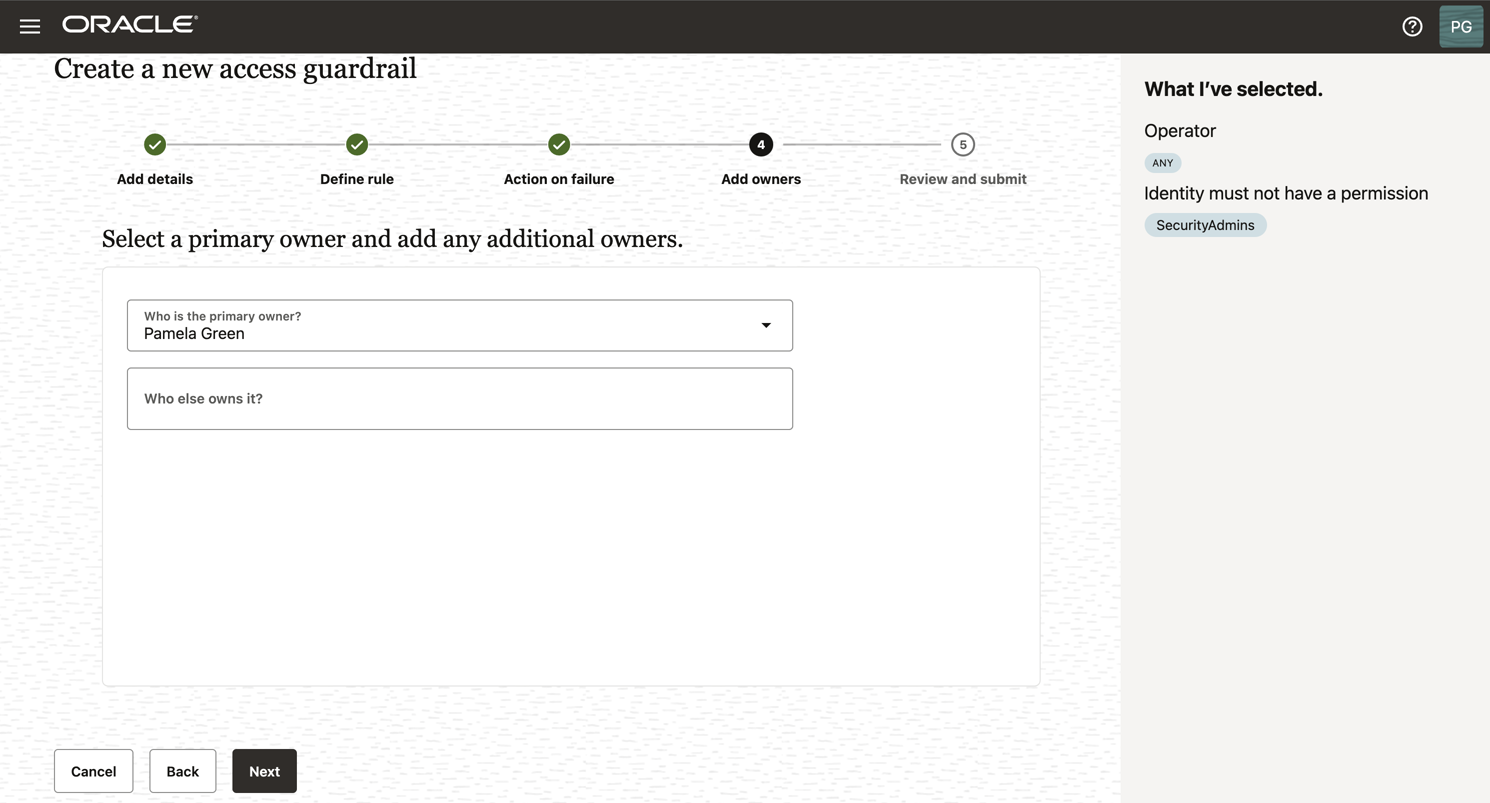 ORACLE
PG
Create a new access guardrail
4
5
Add details
Define rule
Action on failure
Add owners
Review and submit
Select a primary owner and add any additional owners.
Who is the primary owner?
Pamela Green
Who else owns it?
Cancel
Back
Next
What I’ve selected.
Operator
ANY
Identity must not have a permission
SecurityAdmins